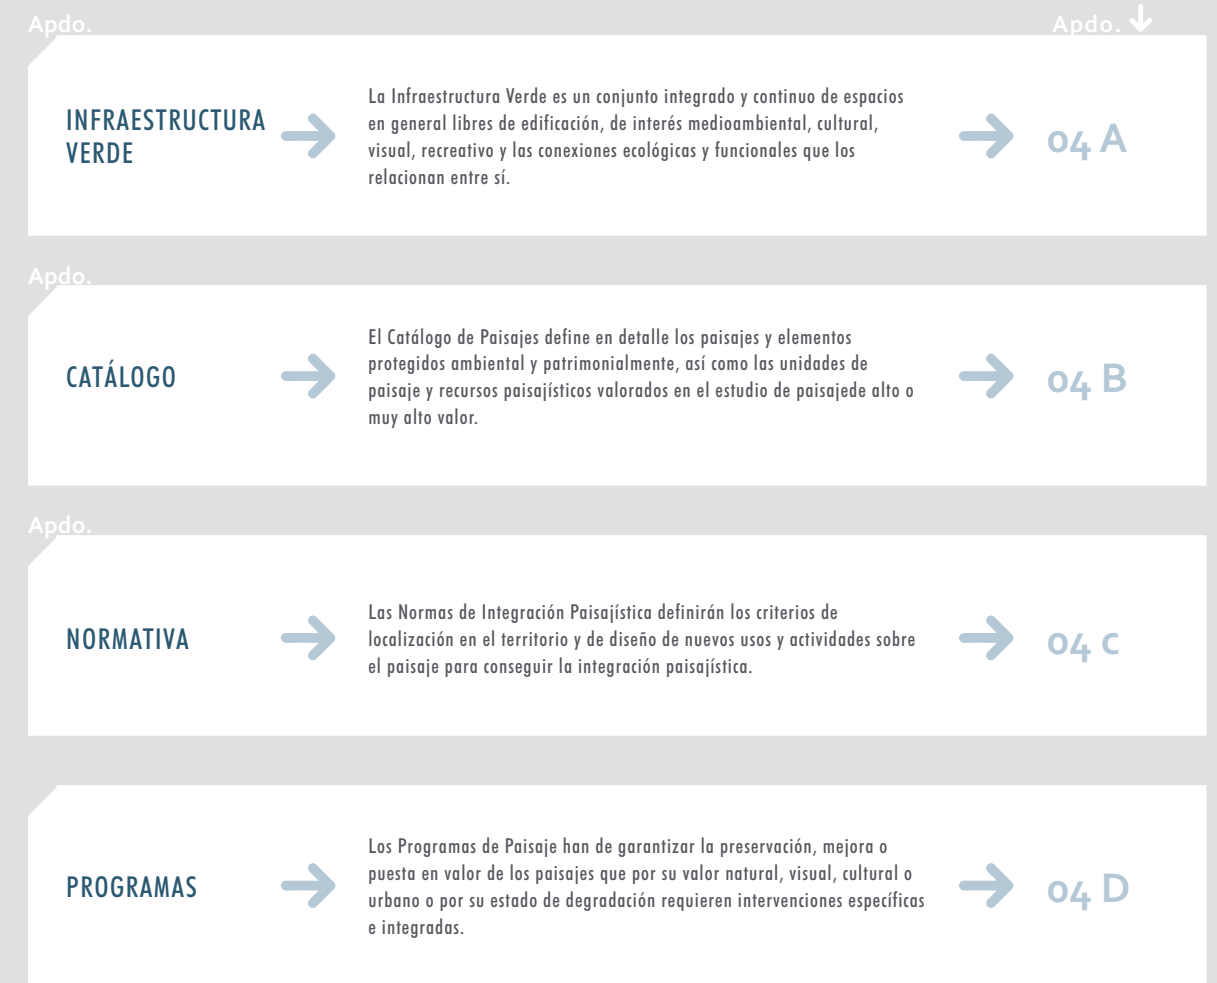 Apdo.
Apdo.
INFRAESTRUCTURA
VERDE
La Infraestructura Verde es un conjunto integrado y continuo de espacios
en general libres de edificación, de interés medioambiental, cultural,
visual, recreativo y las conexiones ecológicas y funcionales que los
relacionan entre sí.
04 A
Apdo.
CATÁLOGO
El Catálogo de Paisajes define en detalle los paisajes y elementos
protegidos ambiental y patrimonialmente, así como las unidades de
paisaje y recursos paisajísticos valorados en el estudio de paisajede alto o
muy alto valor.
04 B
Apdo.
NORMATIVA
Las Normas de Integración Paisajística definirán los criterios de
localización en el territorio y de diseño de nuevos usos y actividades sobre
el paisaje para conseguir la integración paisajística.
04 c
PROGRAMAS
Los Programas de Paisaje han de garantizar la preservación, mejora o
puesta en valor de los paisajes que por su valor natural, visual, cultural o
urbano o por su estado de degradación requieren intervenciones específicas
e integradas.
04 D